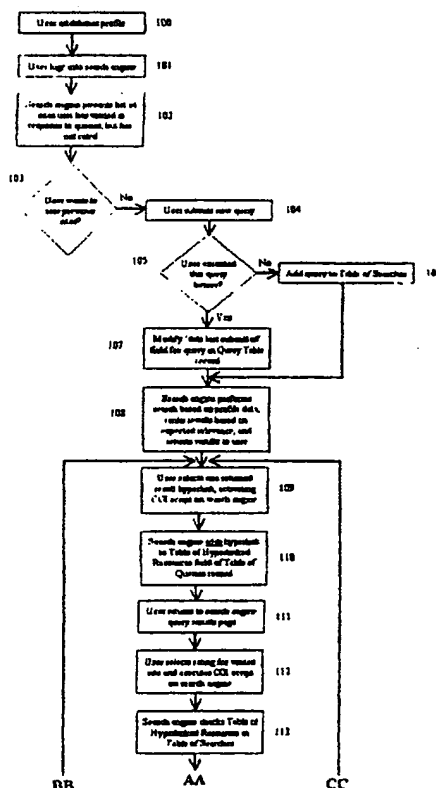 User establishes profile
100
User logs onto search engine
101
Search engine presents list of
sites user has visited in
response to queries, but has
not rated
102
103
User wants to
rate previous
sites?
No
User submits new query
104
105
User executed
this query
before?
No
Add query to Table of Searches
Yes
107
Modify "date last submitted"
field for query in Query Table
record
108
Search engine performs
search based on profile data,
ranks results based on
expected relevance, and
returns results to user
User selects one returned
result hyperlink, activating
CGI script on search engine
109
Search engine adds hyperlink
to Table of Hyperlinked
Resources field of Table of
Queries record
110
User returns to search engine
query results page
111
User selects rating for visited
site and executes CGI script
on search engine
112
Search engine checks Table of
Hyperlinked Resources in
Table of Searches
113
BB
AA
CC